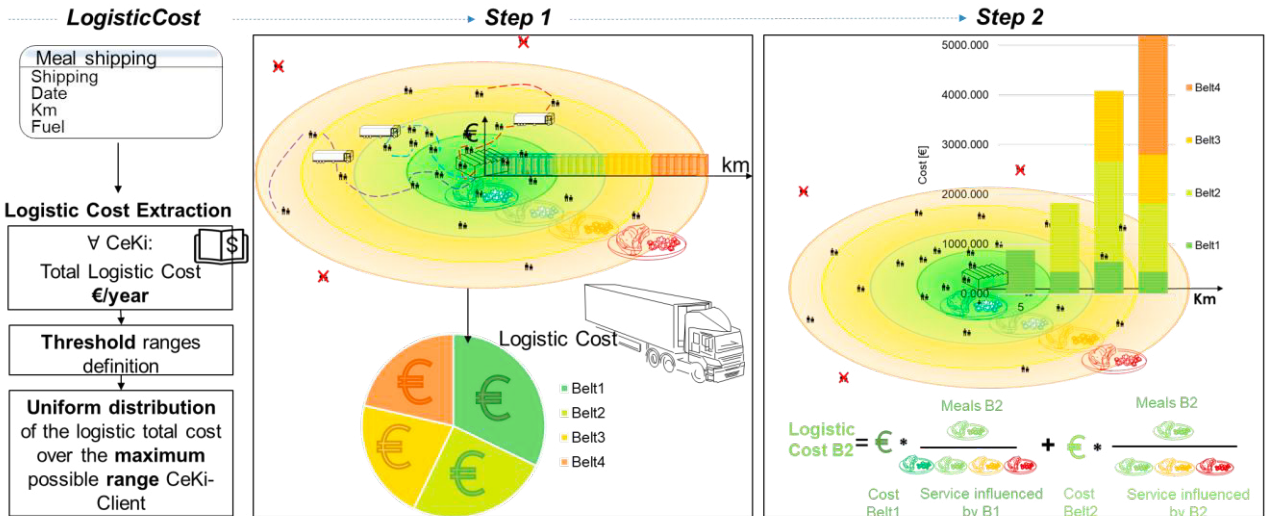 LogisticCost
Step 1
Step 2
Meal shipping
Shipping
Date
Km
Fuel
Logistic Cost Extraction
∀ CeKi:
Total Logistic Cost
€/year
$
Threshold ranges
definition
Uniform distribution
of the logistic total cost
over the maximum
possible range CeKi-
Client
€
km
Logistic Cost
€
€
€
€
Belt1
Belt2
Belt3
Belt4
Cost [€]
5000.000
4000.000
3000.000
2000.000
1000.000
0.000
5
Km
Belt4
Belt3
Belt2
Belt1
Logistic
Cost B2
= € *
Meals B2
+ € *
Meals B2
Cost
Belt1
Service influenced
by B1
Cost
Belt2
Service influenced
by B2